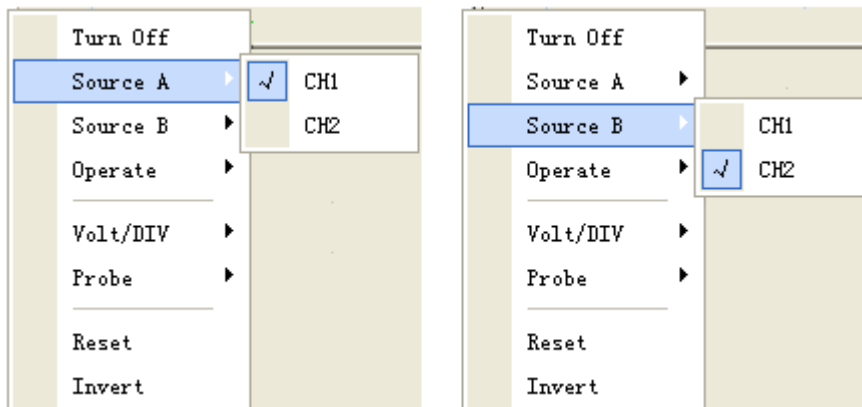 Turn Off
Source A
CH1
Source B
CH2
Operate
Volt/DIV
Probe
Reset
Invert
Turn Off
Source A
Source B
CH1
Operate
CH2
Volt/DIV
Probe
Reset
Invert